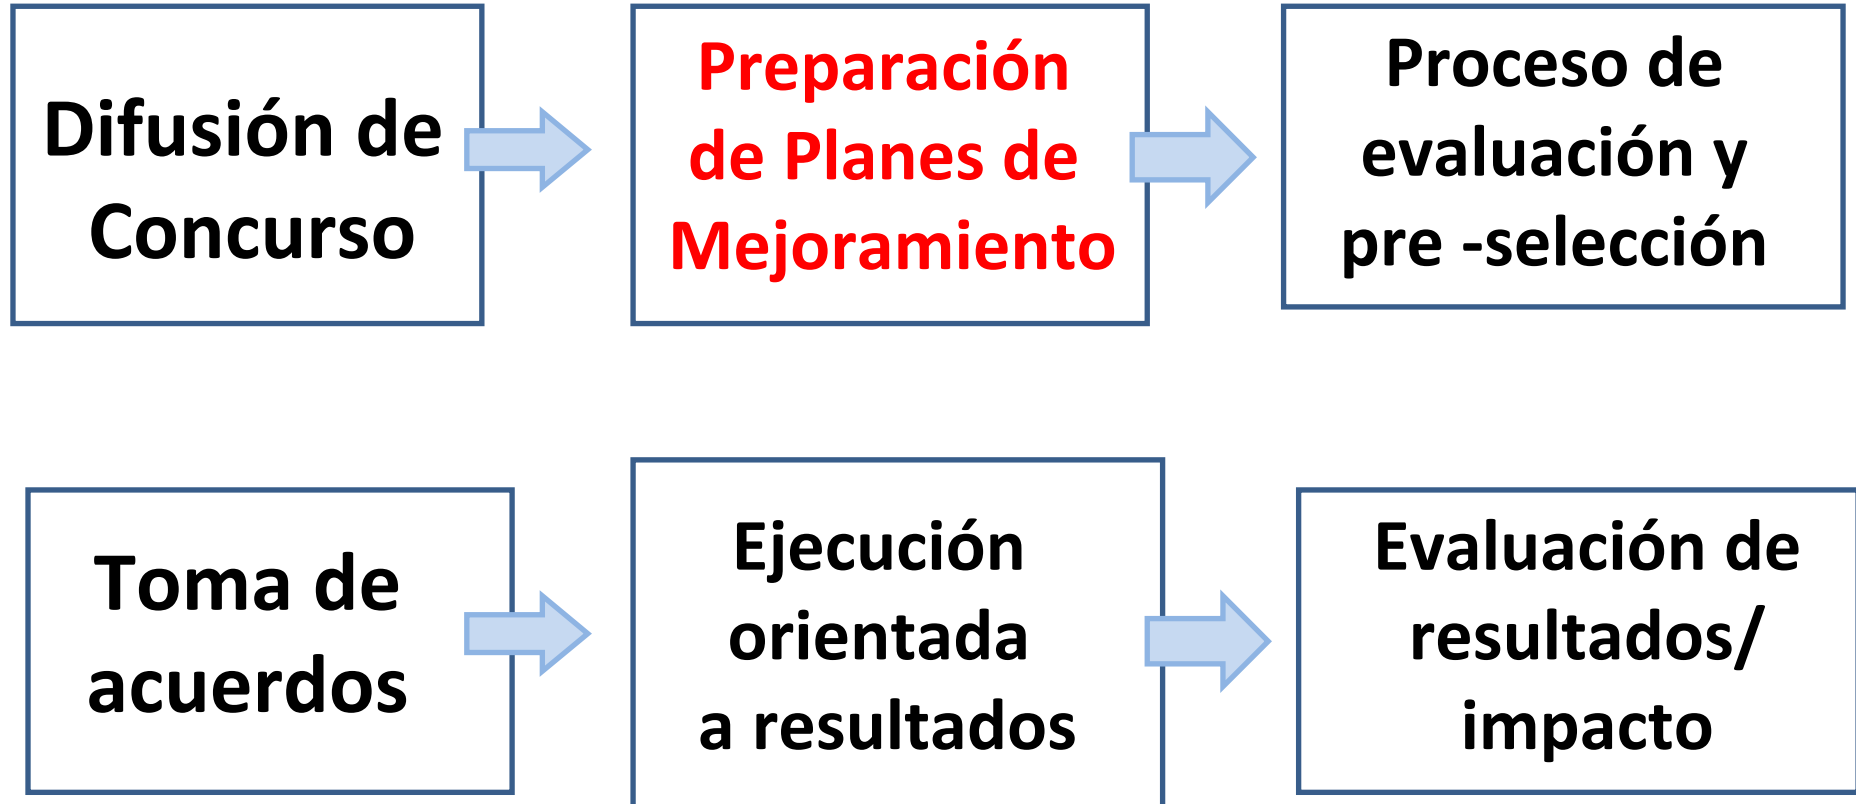 Difusión de
Concurso
Preparación
de Planes de
Mejoramiento
Proceso de
evaluación y
pre -selección
Toma de
acuerdos
Ejecución
orientada
a resultados
Evaluación de
resultados/
impacto